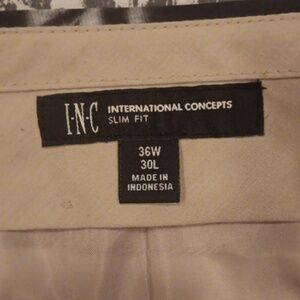 I·N·C INTERNATIONAL CONCEPTS
SLIM FIT
36W
30L
MADE IN
INDONESIA